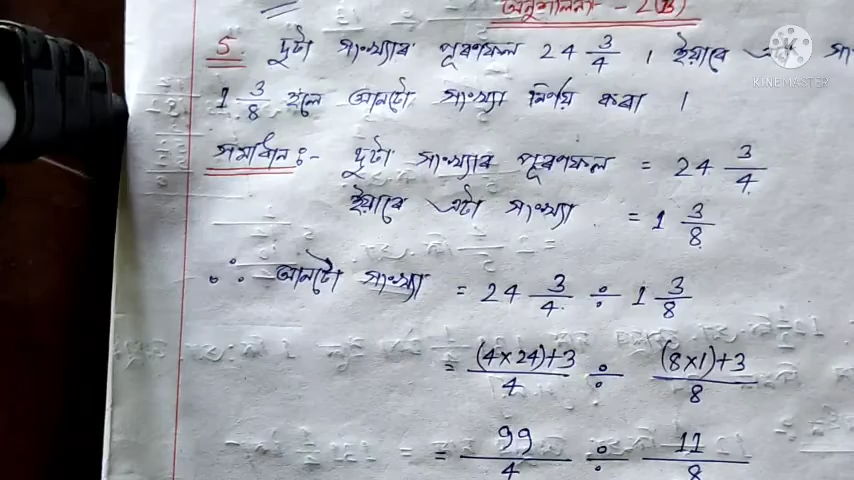 অনুশীলনী - 2(B)
5. দুটা সংখ্যাৰ পূৰণফল 24 3/4 । ইয়াৰে এটা
KINEMASTER
1 3/8 হলে আনটো সংখ্যা নিৰ্ণয় কৰা ।
সমাধান :- দুটা সংখ্যাৰ পূৰণফল = 24 3/4
ইয়াৰে এটা সংখ্যা = 1 3/8
∴ আনটো সংখ্যা = 24 3/4 ÷ 1 3/8
= (4×24)+3/4 ÷ (8×1)+3/8
= 99/4 ÷ 11/8